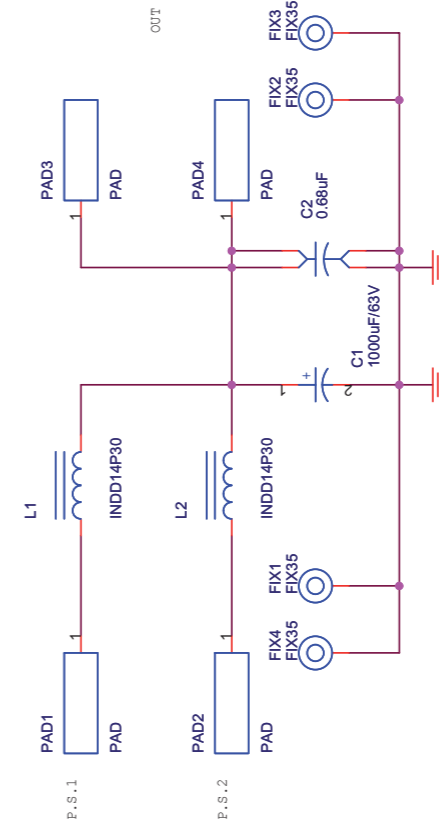 OUT
FIX3
FIX35
FIX2
FIX35
PAD3
PAD
1
PAD4
PAD
1
C2
0.68uF
C1
1000uF/63V
+
1
2
L1
INDD14P30
L2
INDD14P30
FIX1
FIX35
FIX4
FIX35
PAD1
PAD
1
PAD2
PAD
1
P.S.1
P.S.2